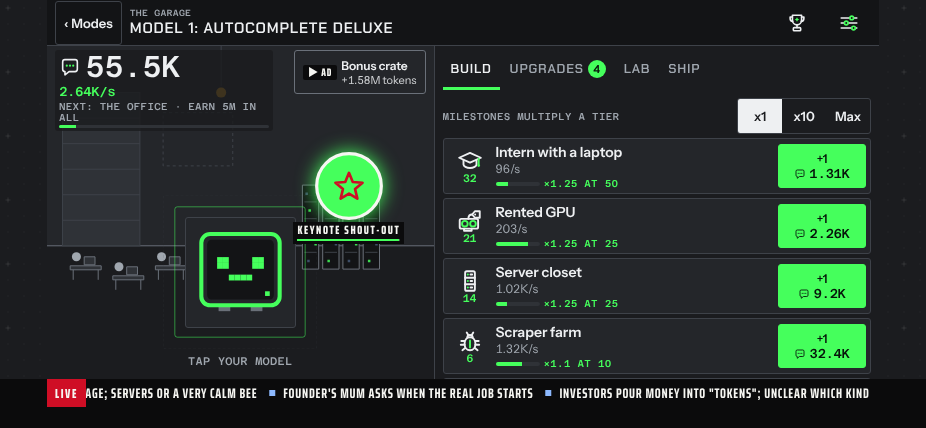 ‹ Modes
THE GARAGE
MODEL 1: AUTOCOMPLETE DELUXE
55.5K
2.64K/s
NEXT: THE OFFICE · EARN 5M IN
ALL
AD
Bonus crate
+1.58M tokens
KEYNOTE SHOUT-OUT
TAP YOUR MODEL
BUILD
UPGRADES 4
LAB
SHIP
MILESTONES MULTIPLY A TIER
x1
x10
Max
Intern with a laptop
96/s
32
×1.25 AT 50
+1
1.31K
Rented GPU
203/s
21
×1.25 AT 25
+1
2.26K
Server closet
1.02K/s
14
×1.25 AT 25
+1
9.2K
Scraper farm
1.32K/s
6
×1.1 AT 10
+1
32.4K
LIVE
AGE; SERVERS OR A VERY CALM BEE ■ FOUNDER'S MUM ASKS WHEN THE REAL JOB STARTS ■ INVESTORS POUR MONEY INTO "TOKENS"; UNCLEAR WHICH KIND